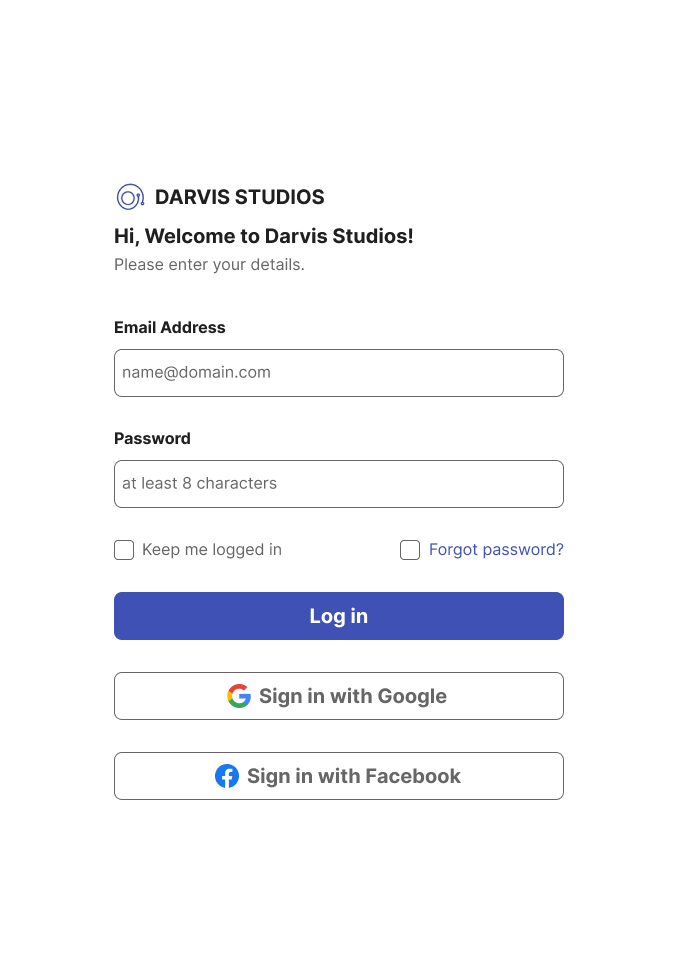 DARVIS STUDIOS
Hi, Welcome to Darvis Studios!
Please enter your details.
Email Address
name@domain.com
Password
at least 8 characters
Keep me logged in Forgot password?
Log in
Sign in with Google
Sign in with Facebook